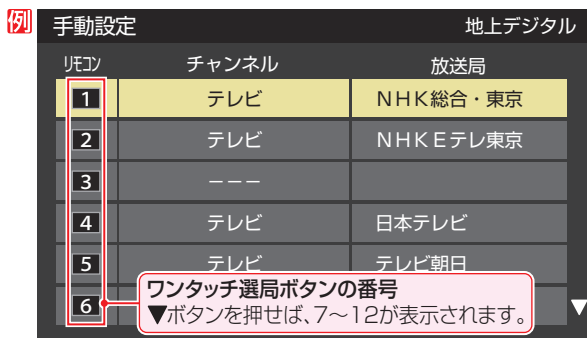 例
手動設定 地上デジタル
リモコン チャンネル 放送局
1 テレビ NHK総合・東京
2 テレビ NHKEテレ東京
3 −−−
4 テレビ 日本テレビ
5 テレビ テレビ朝日
6 ワンタッチ選局ボタンの番号
▼ボタンを押せば、7〜12が表示されます。 ▼